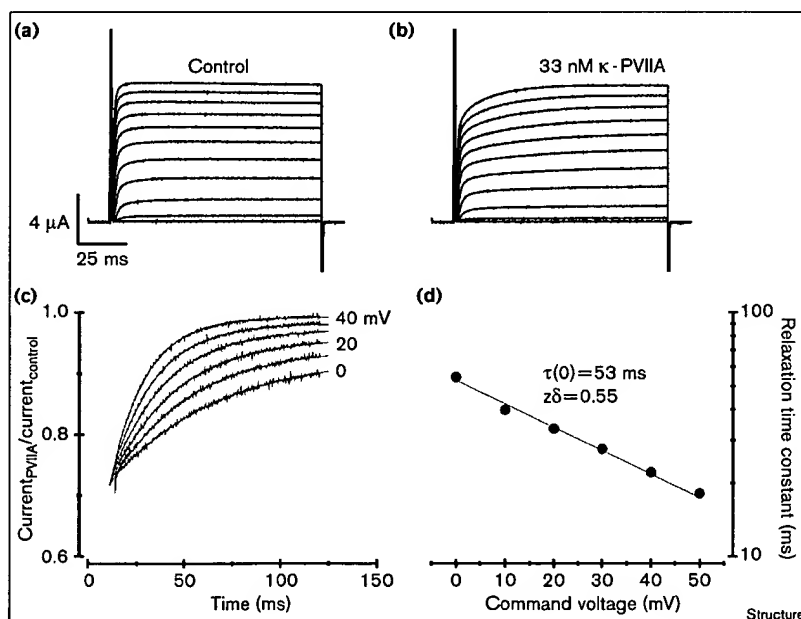 (a)
Control
4 μA
25 ms
(b)
33 nM κ-PVIIA
(c)
Current_PVIIA/current_control
1.0
0.8
0.6
40 mV
20
0
0 50 100 150
Time (ms)
(d)
τ(0)=53 ms
zδ=0.55
100
10
Relaxation time constant (ms)
0 10 20 30 40 50
Command voltage (mV)
Structure